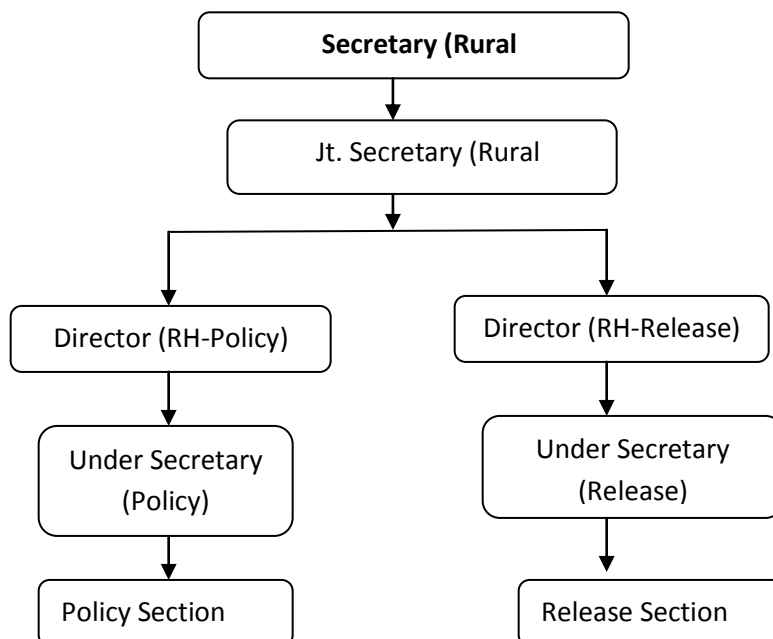 Secretary (Rural
Jt. Secretary (Rural
Director (RH-Policy)
Director (RH-Release)
Under Secretary
(Policy)
Under Secretary
(Release)
Policy Section
Release Section